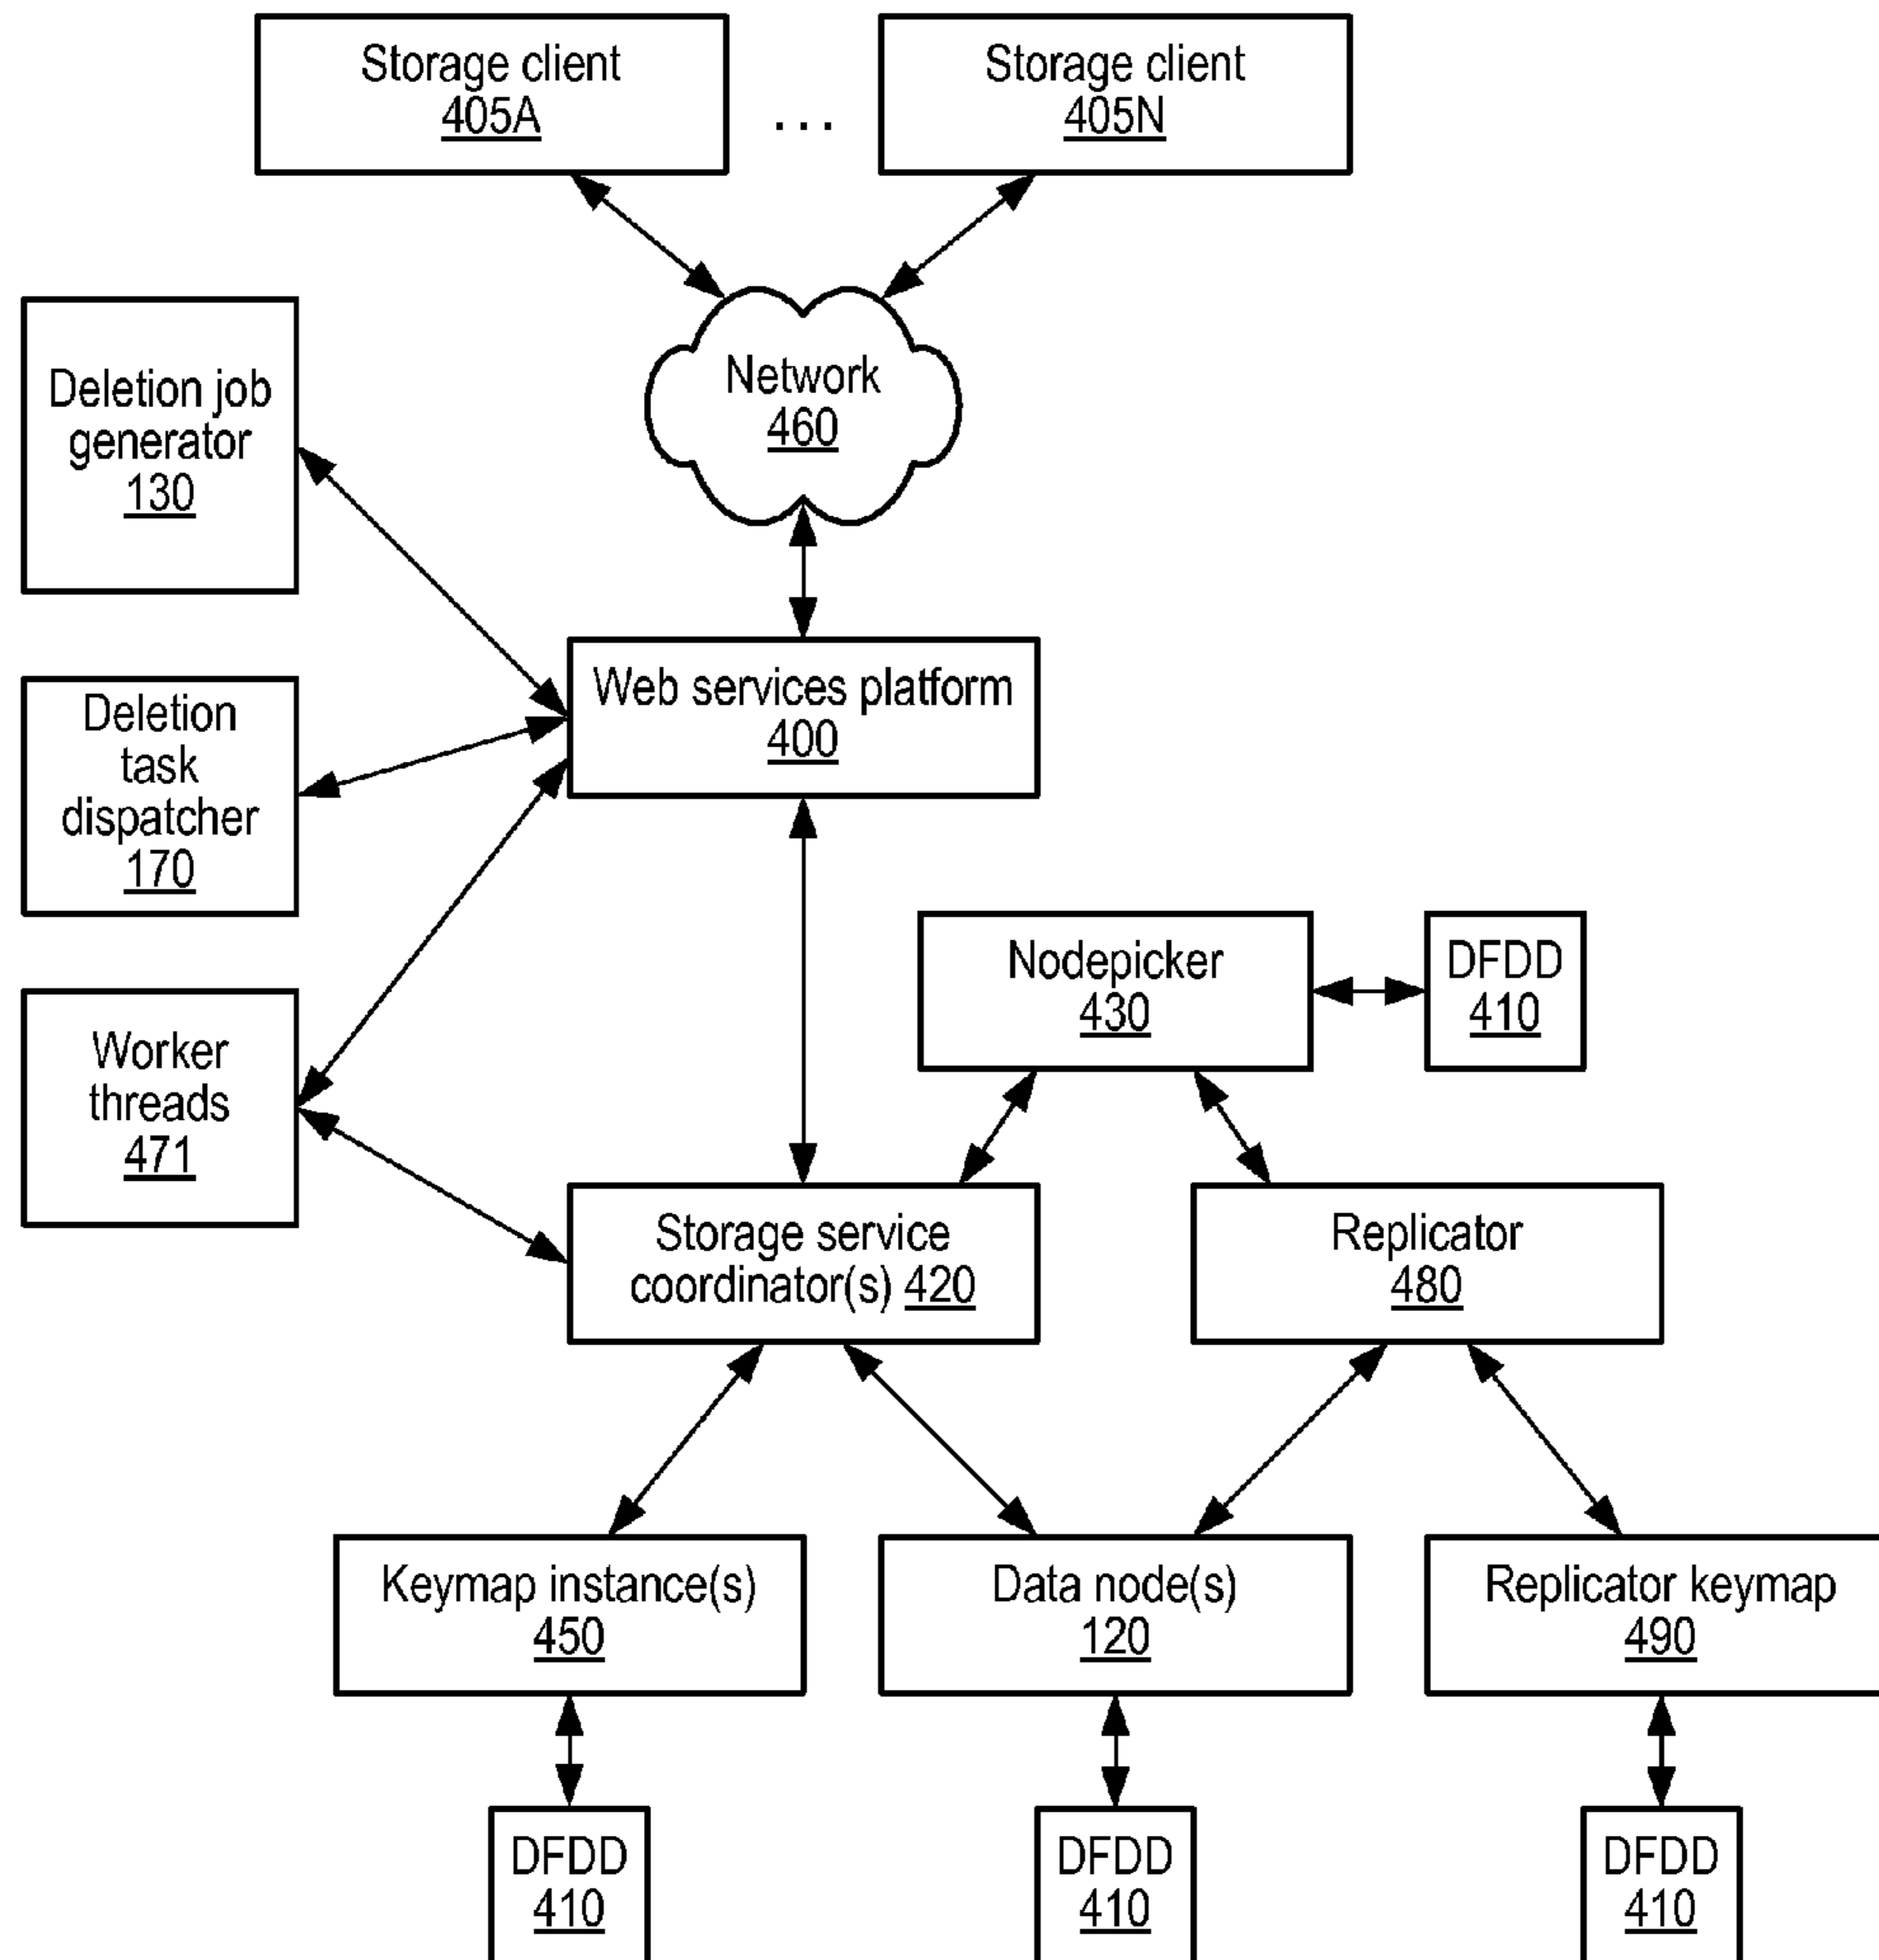 Storage client
405A
...
Storage client
405N
Network
460
Deletion job
generator
130
Web services platform
400
Deletion
task
dispatcher
170
Nodepicker
430
DFDD
410
Worker
threads
471
Storage service
coordinator(s) 420
Replicator
480
Keymap instance(s)
450
Data node(s)
120
Replicator keymap
490
DFDD
410
DFDD
410
DFDD
410